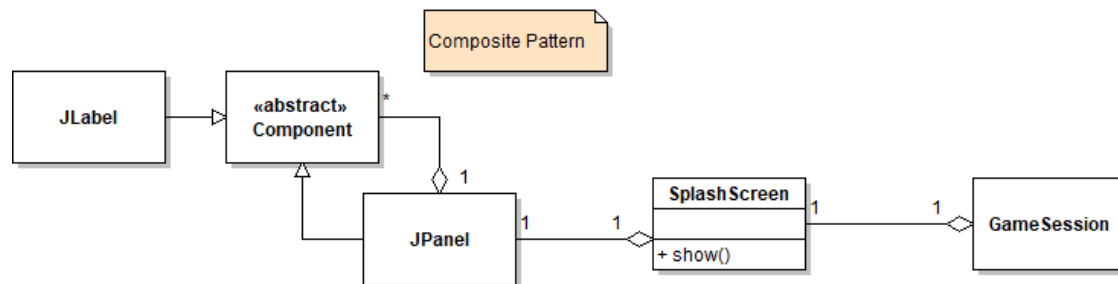 Composite Pattern
JLabel
«abstract»
Component
*
1
JPanel
1
1
SplashScreen
+ show()
1
1
GameSession